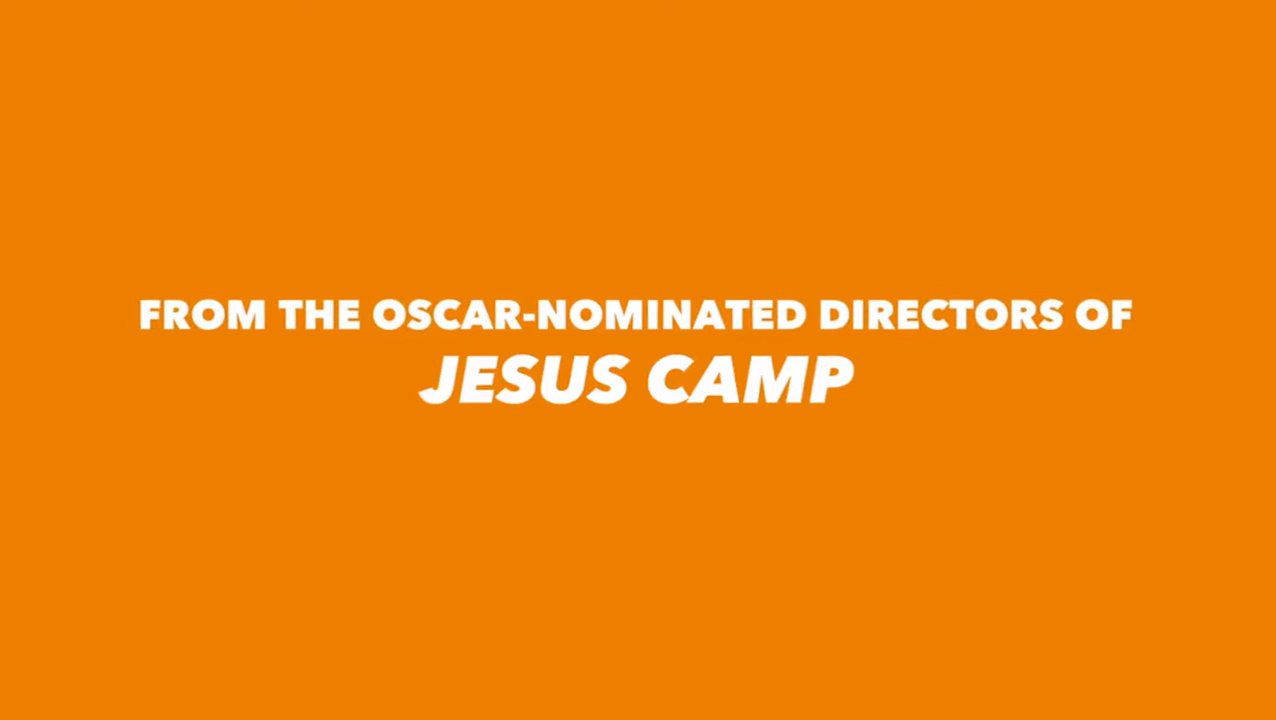 FROM THE OSCAR-NOMINATED DIRECTORS OF
JESUS CAMP